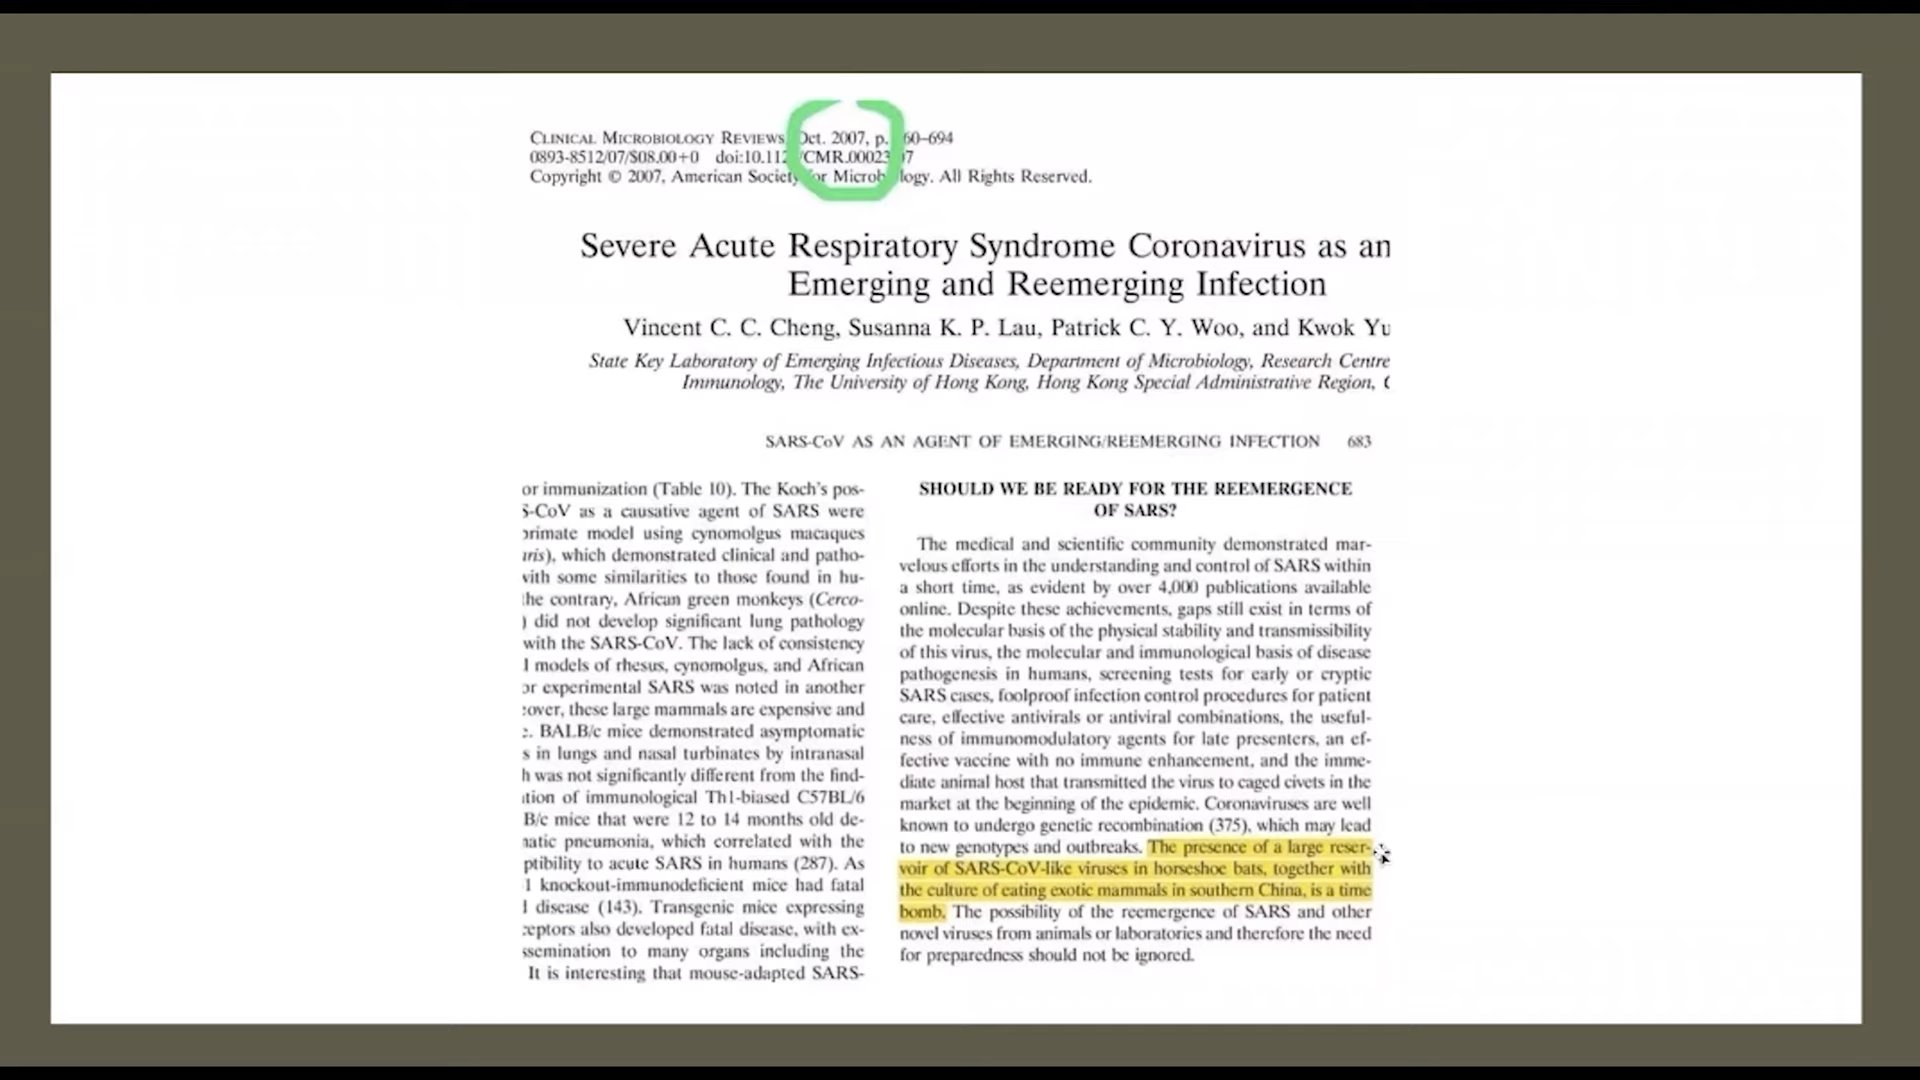 CLINICAL MICROBIOLOGY REVIEWS, Oct. 2007, p. 60–694
0893-8512/07/$08.00+0 doi:10.112 /CMR.00023 07
Copyright © 2007, American Society for Microbiology. All Rights Reserved.
Severe Acute Respiratory Syndrome Coronavirus as an
Emerging and Reemerging Infection
Vincent C. C. Cheng, Susanna K. P. Lau, Patrick C. Y. Woo, and Kwok Yu
State Key Laboratory of Emerging Infectious Diseases, Department of Microbiology, Research Centre
Immunology, The University of Hong Kong, Hong Kong Special Administrative Region,
SARS-CoV AS AN AGENT OF EMERGING/REEMERGING INFECTION 683
or immunization (Table 10). The Koch's pos-
S-CoV as a causative agent of SARS were
primate model using cynomolgus macaques
aris), which demonstrated clinical and patho-
with some similarities to those found in hu-
the contrary, African green monkeys (Cerco-
) did not develop significant lung pathology
with the SARS-CoV. The lack of consistency
l models of rhesus, cynomolgus, and African
or experimental SARS was noted in another
over, these large mammals are expensive and
e. BALB/c mice demonstrated asymptomatic
s in lungs and nasal turbinates by intranasal
h was not significantly different from the find-
ation of immunological Th1-biased C57BL/6
B/c mice that were 12 to 14 months old de-
matic pneumonia, which correlated with the
ptibility to acute SARS in humans (287). As
1 knockout-immunodeficient mice had fatal
l disease (143). Transgenic mice expressing
ceptors also developed fatal disease, with ex-
ssemination to many organs including the
It is interesting that mouse-adapted SARS-
SHOULD WE BE READY FOR THE REEMERGENCE
OF SARS?
The medical and scientific community demonstrated mar-
velous efforts in the understanding and control of SARS within
a short time, as evident by over 4,000 publications available
online. Despite these achievements, gaps still exist in terms of
the molecular basis of the physical stability and transmissibility
of this virus, the molecular and immunological basis of disease
pathogenesis in humans, screening tests for early or cryptic
SARS cases, foolproof infection control procedures for patient
care, effective antivirals or antiviral combinations, the useful-
ness of immunomodulatory agents for late presenters, an ef-
fective vaccine with no immune enhancement, and the imme-
diate animal host that transmitted the virus to caged civets in the
market at the beginning of the epidemic. Coronaviruses are well
known to undergo genetic recombination (375), which may lead
to new genotypes and outbreaks. The presence of a large reser-
voir of SARS-CoV-like viruses in horseshoe bats, together with
the culture of eating exotic mammals in southern China, is a time
bomb. The possibility of the reemergence of SARS and other
novel viruses from animals or laboratories and therefore the need
for preparedness should not be ignored.